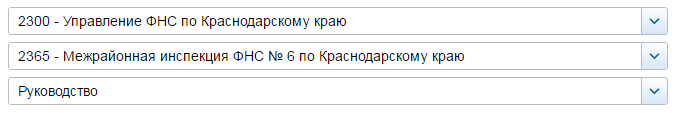 2300 - Управление ФНС по Краснодарскому краю
2365 - Межрайонная инспекция ФНС № 6 по Краснодарскому краю
Руководство